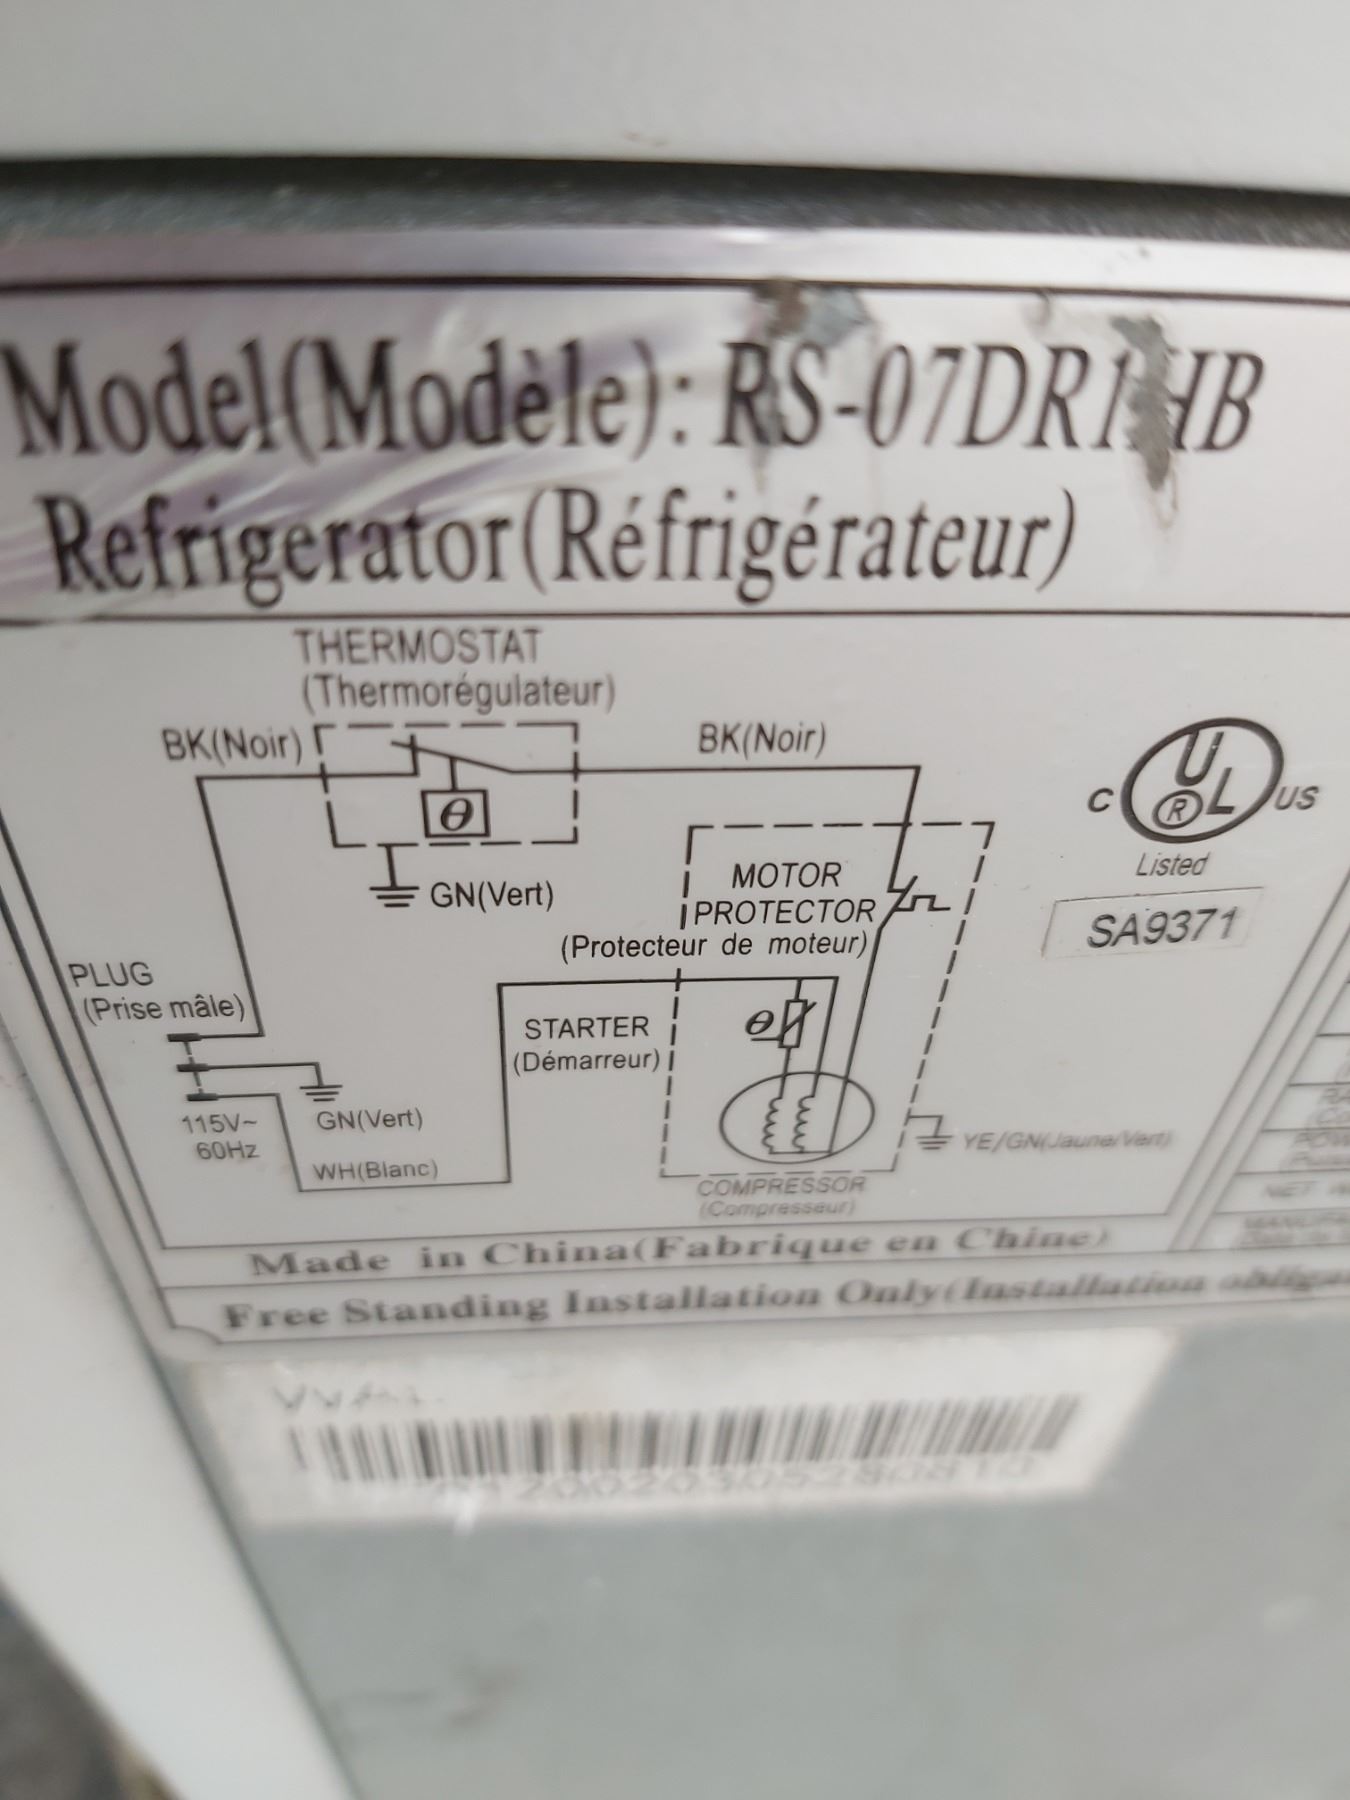 Model(Modèle): RS-07DR1HB
Refrigerator(Réfrigérateur)
THERMOSTAT
(Thermorégulateur)
BK(Noir)
BK(Noir)
θ
GN(Vert)
C UL US
®
Listed
SA9371
MOTOR
PROTECTOR
(Protecteur de moteur)
PLUG
(Prise mâle)
STARTER
(Démarreur)
θ
115V~
60Hz
GN(Vert)
WH(Blanc)
YE/GN(Jaune/Vert)
COMPRESSOR
(Compresseur)
Made in China(Fabrique en Chine)
Free Standing Installation Only(Installation